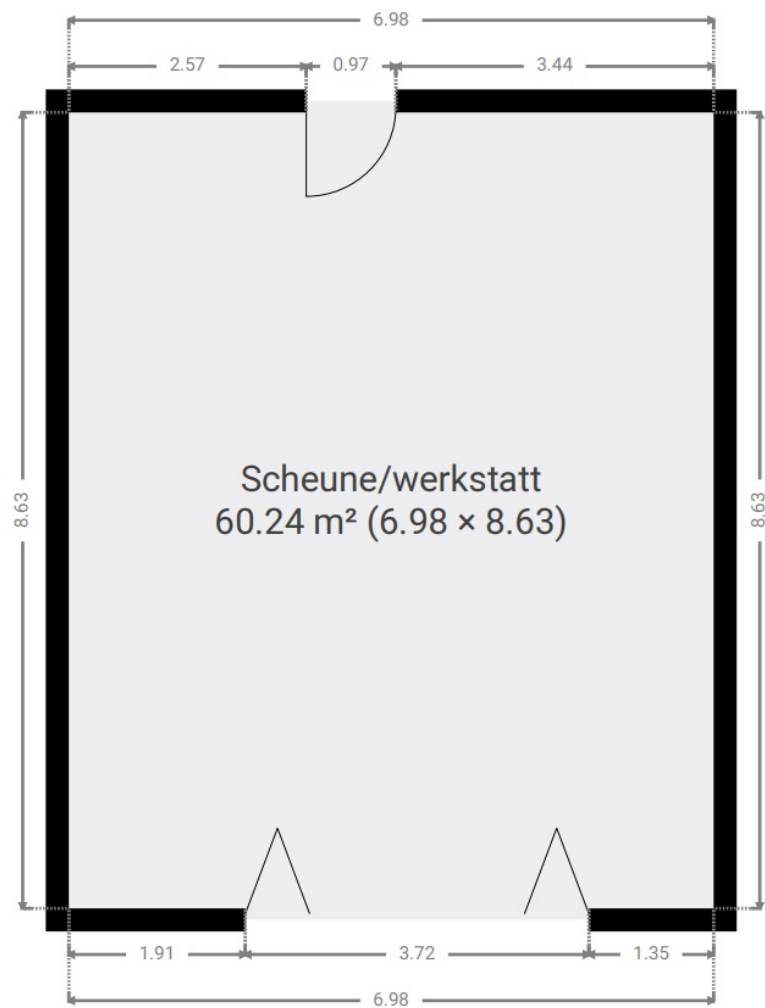 6.98
2.57 0.97 3.44
8.63 8.63
Scheune/werkstatt
60.24 m² (6.98 × 8.63)
1.91 3.72 1.35
6.98